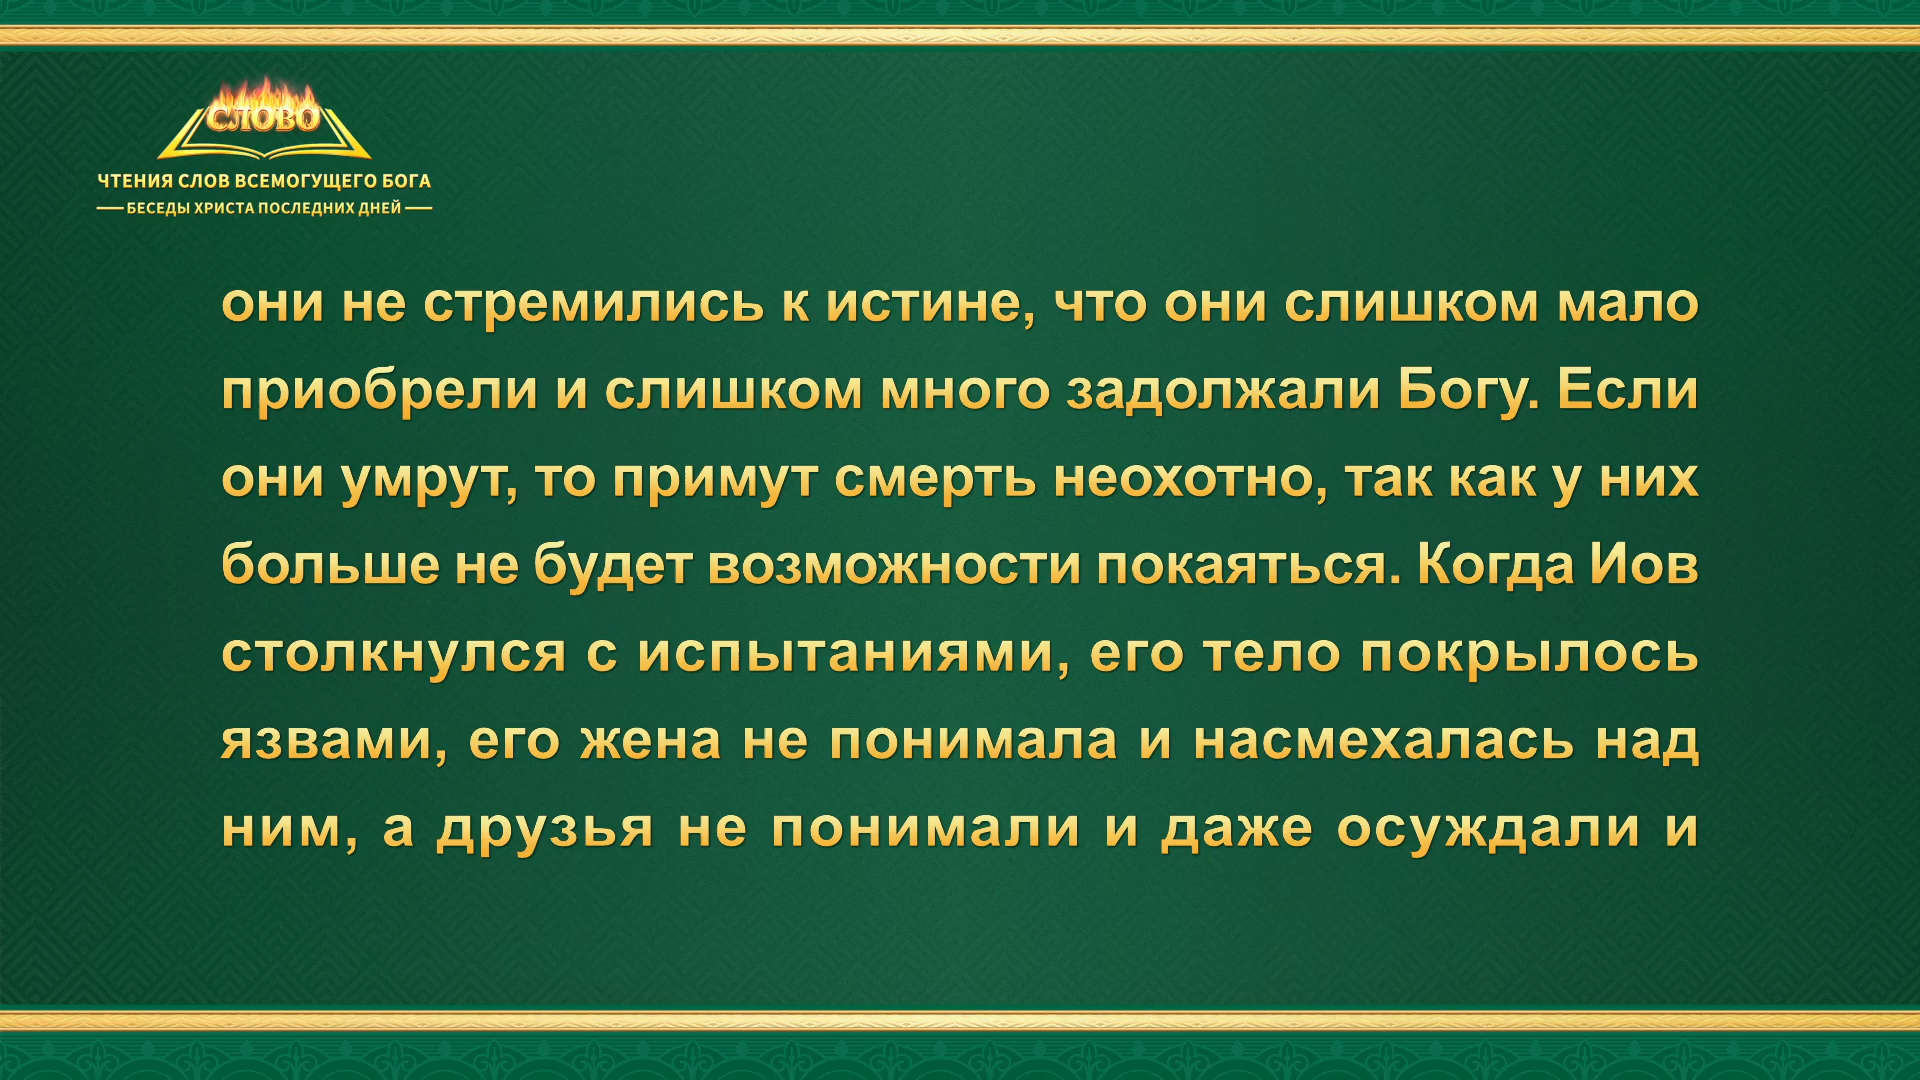 СЛОВО
ЧТЕНИЯ СЛОВ ВСЕМОГУЩЕГО БОГА
БЕСЕДЫ ХРИСТА ПОСЛЕДНИХ ДНЕЙ
они не стремились к истине, что они слишком мало
приобрели и слишком много задолжали Богу. Если
они умрут, то примут смерть неохотно, так как у них
больше не будет возможности покаяться. Когда Иов
столкнулся с испытаниями, его тело покрылось
язвами, его жена не понимала и насмехалась над
ним, а друзья не понимали и даже осуждали и